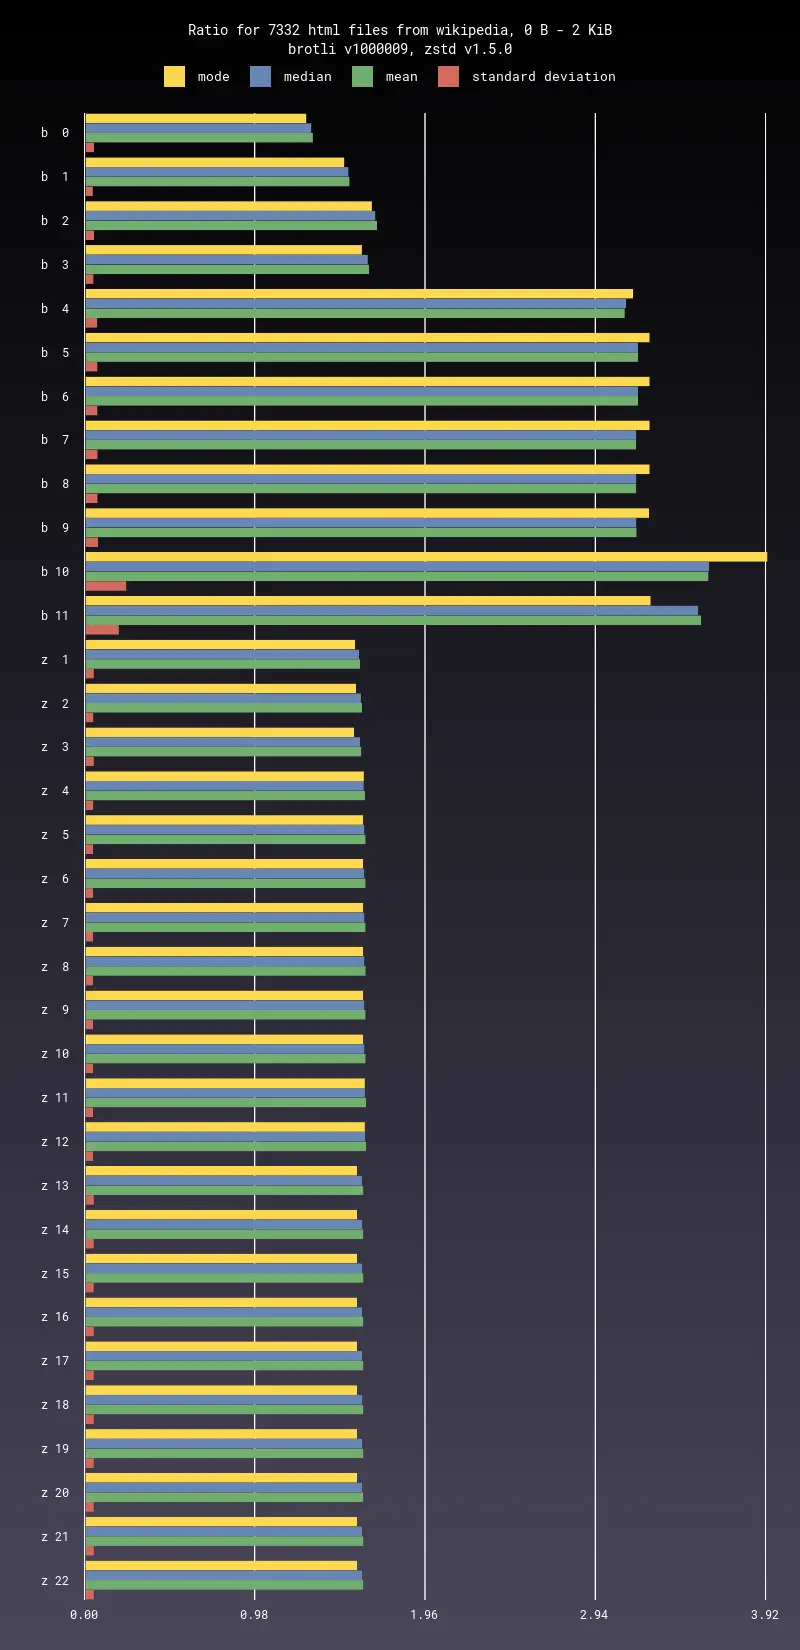 Ratio for 7332 html files from wikipedia, 0 B - 2 KiB
brotli v1000009, zstd v1.5.0
mode median mean standard deviation
b 0
b 1
b 2
b 3
b 4
b 5
b 6
b 7
b 8
b 9
b 10
b 11
z 1
z 2
z 3
z 4
z 5
z 6
z 7
z 8
z 9
z 10
z 11
z 12
z 13
z 14
z 15
z 16
z 17
z 18
z 19
z 20
z 21
z 22
0.00 0.98 1.96 2.94 3.92